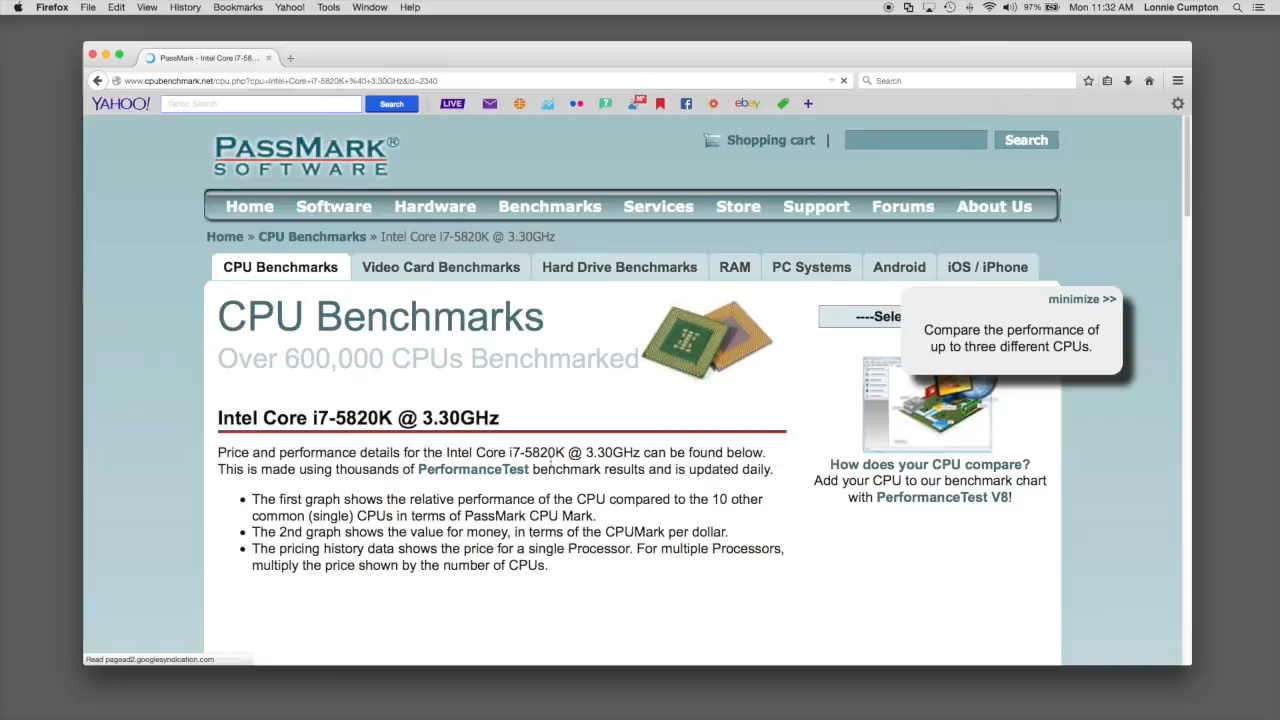 Firefox File Edit View History Bookmarks Yahoo! Tools Window Help 97% Mon 11:32 AM Lonnie Cumpton
PassMark - Intel Core i7-58...
www.cpubenchmark.net/cpu.php?cpu=Intel+Core+i7-5820K+%40+3.30GHz&id=2340 Search
YAHOO! Yahoo Search Search LIVE ebay
PASSMARK® Shopping cart | Search
SOFTWARE
Home Software Hardware Benchmarks Services Store Support Forums About Us
Home » CPU Benchmarks » Intel Core i7-5820K @ 3.30GHz
CPU Benchmarks Video Card Benchmarks Hard Drive Benchmarks RAM PC Systems Android iOS / iPhone
minimize >>
CPU Benchmarks ----Sele Compare the performance of
up to three different CPUs.
Over 600,000 CPUs Benchmarked
Intel Core i7-5820K @ 3.30GHz
Price and performance details for the Intel Core i7-5820K @ 3.30GHz can be found below.
This is made using thousands of PerformanceTest benchmark results and is updated daily.
• The first graph shows the relative performance of the CPU compared to the 10 other
common (single) CPUs in terms of PassMark CPU Mark.
• The 2nd graph shows the value for money, in terms of the CPUMark per dollar.
• The pricing history data shows the price for a single Processor. For multiple Processors,
multiply the price shown by the number of CPUs.
How does your CPU compare?
Add your CPU to our benchmark chart
with PerformanceTest V8!
Read pagead2.googlesyndication.com